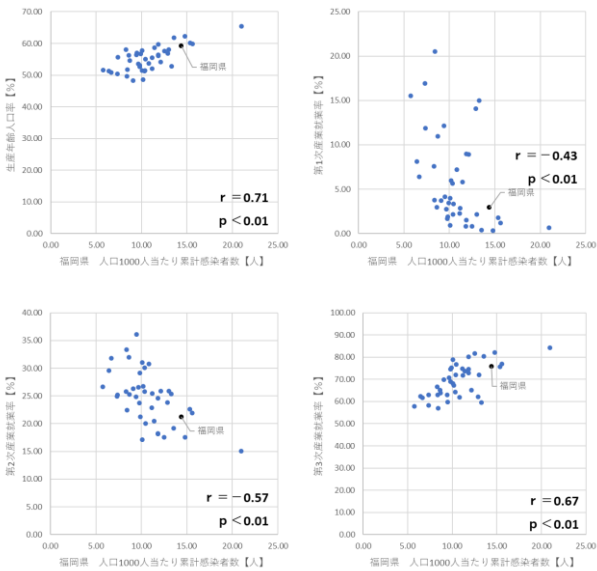 70.00
60.00
50.00
40.00
30.00
20.00
10.00
0.00
0.00 5.00 10.00 15.00 20.00 25.00
生産年齢人口率【%】
福岡県
r ＝0.71
p＜0.01
福岡県　人口1000人当たり累計感染者数【人】
25.00
20.00
15.00
10.00
5.00
0.00
0.00 5.00 10.00 15.00 20.00 25.00
第1次産業就業率【%】
r ＝−0.43
p＜0.01
福岡県
福岡県　人口1000人当たり累計感染者数【人】
40.00
35.00
30.00
25.00
20.00
15.00
10.00
5.00
0.00
0.00 5.00 10.00 15.00 20.00 25.00
第2次産業就業率【%】
福岡県
r ＝−0.57
p＜0.01
福岡県　人口1000人当たり累計感染者数【人】
100.00
90.00
80.00
70.00
60.00
50.00
40.00
30.00
20.00
10.00
0.00
0.00 5.00 10.00 15.00 20.00 25.00
第3次産業就業率【%】
福岡県
r ＝0.67
p＜0.01
福岡県　人口1000人当たり累計感染者数【人】